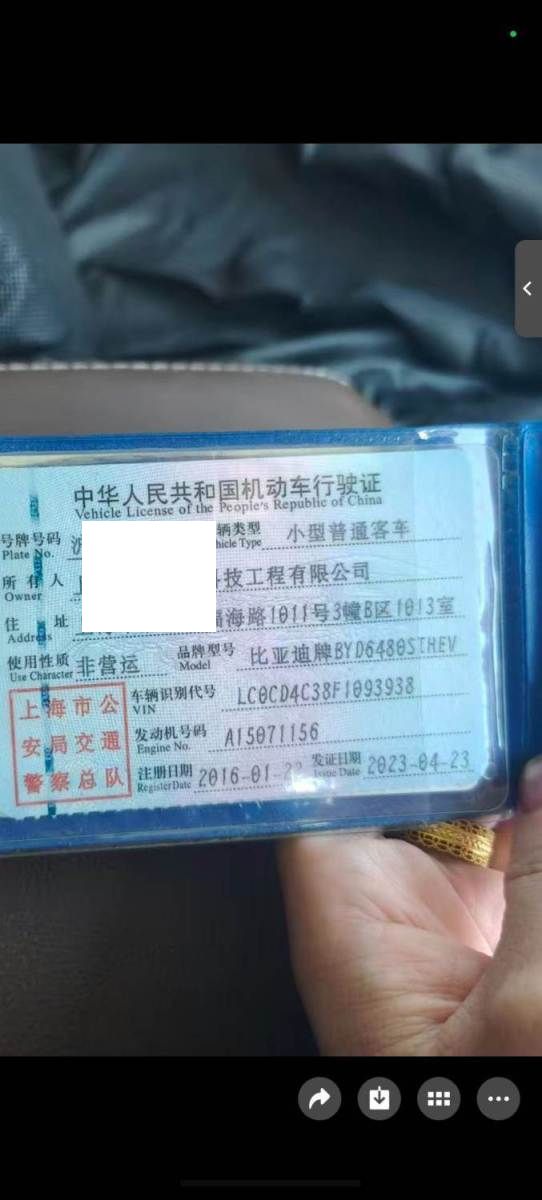 中华人民共和国机动车行驶证
Vehicle License of the People's Republic of China
号牌号码 沪
Plate No.
辆类型 小型普通客车
hicle Type
所有人 科技工程有限公司
Owner
住址 福海路1011号3幢B区1013室
Address
使用性质 非营运
Use Character
品牌型号 比亚迪牌BYD6480STHEV
Model
上海市公
安局交通
警察总队
车辆识别代号 LC0CD4C38F1093938
VIN
发动机号码 A15071156
Engine No.
注册日期 2016-01-2
Register Date
发证日期 2023-04-23
Issue Date